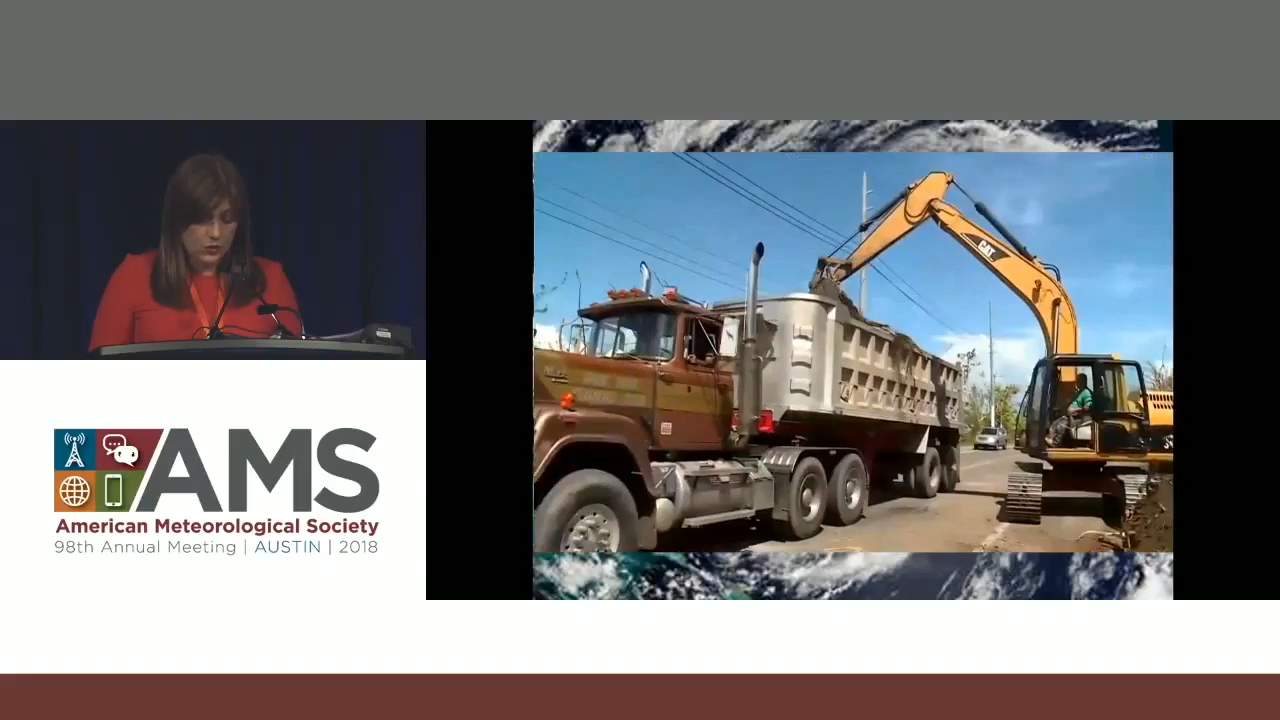 AMS
American Meteorological Society
98th Annual Meeting | AUSTIN | 2018
CAT